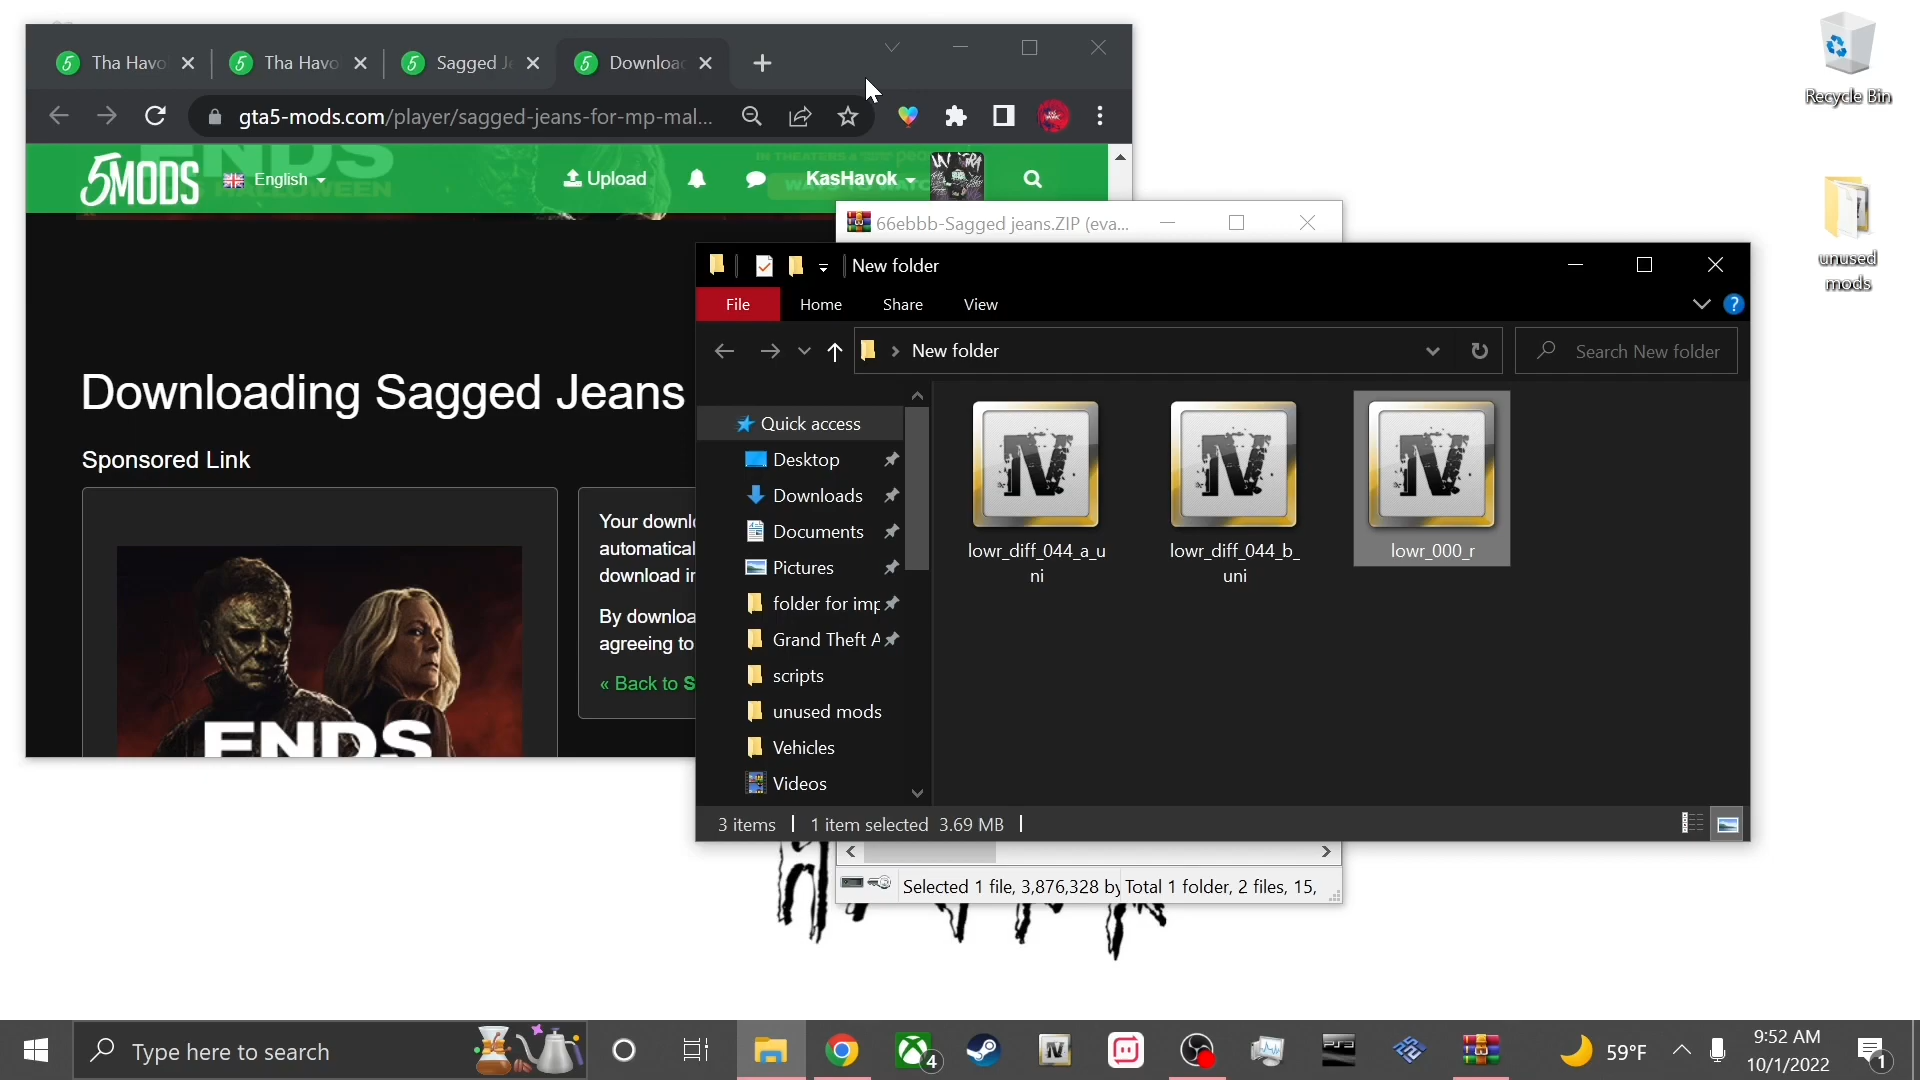 Tha Havo
Tha Havo
Sagged Je
Downloac
gta5-mods.com/player/sagged-jeans-for-mp-mal...
5MODS
English
Upload
KasHavok
Downloading Sagged Jeans
Sponsored Link
ENDS
Your downl
automatical
download in
By downloa
agreeing to
« Back to S
66ebbb-Sagged jeans.ZIP (eva...
New folder
File
Home
Share
View
New folder
Search New folder
Quick access
Desktop
Downloads
Documents
Pictures
folder for imp
Grand Theft A
scripts
unused mods
Vehicles
Videos
lowr_diff_044_a_u
ni
lowr_diff_044_b_
uni
lowr_000_r
3 items
1 item selected 3.69 MB
Selected 1 file, 3,876,328 by
Total 1 folder, 2 files, 15,
Recycle Bin
unused
mods
Type here to search
4
59°F
9:52 AM
10/1/2022
1